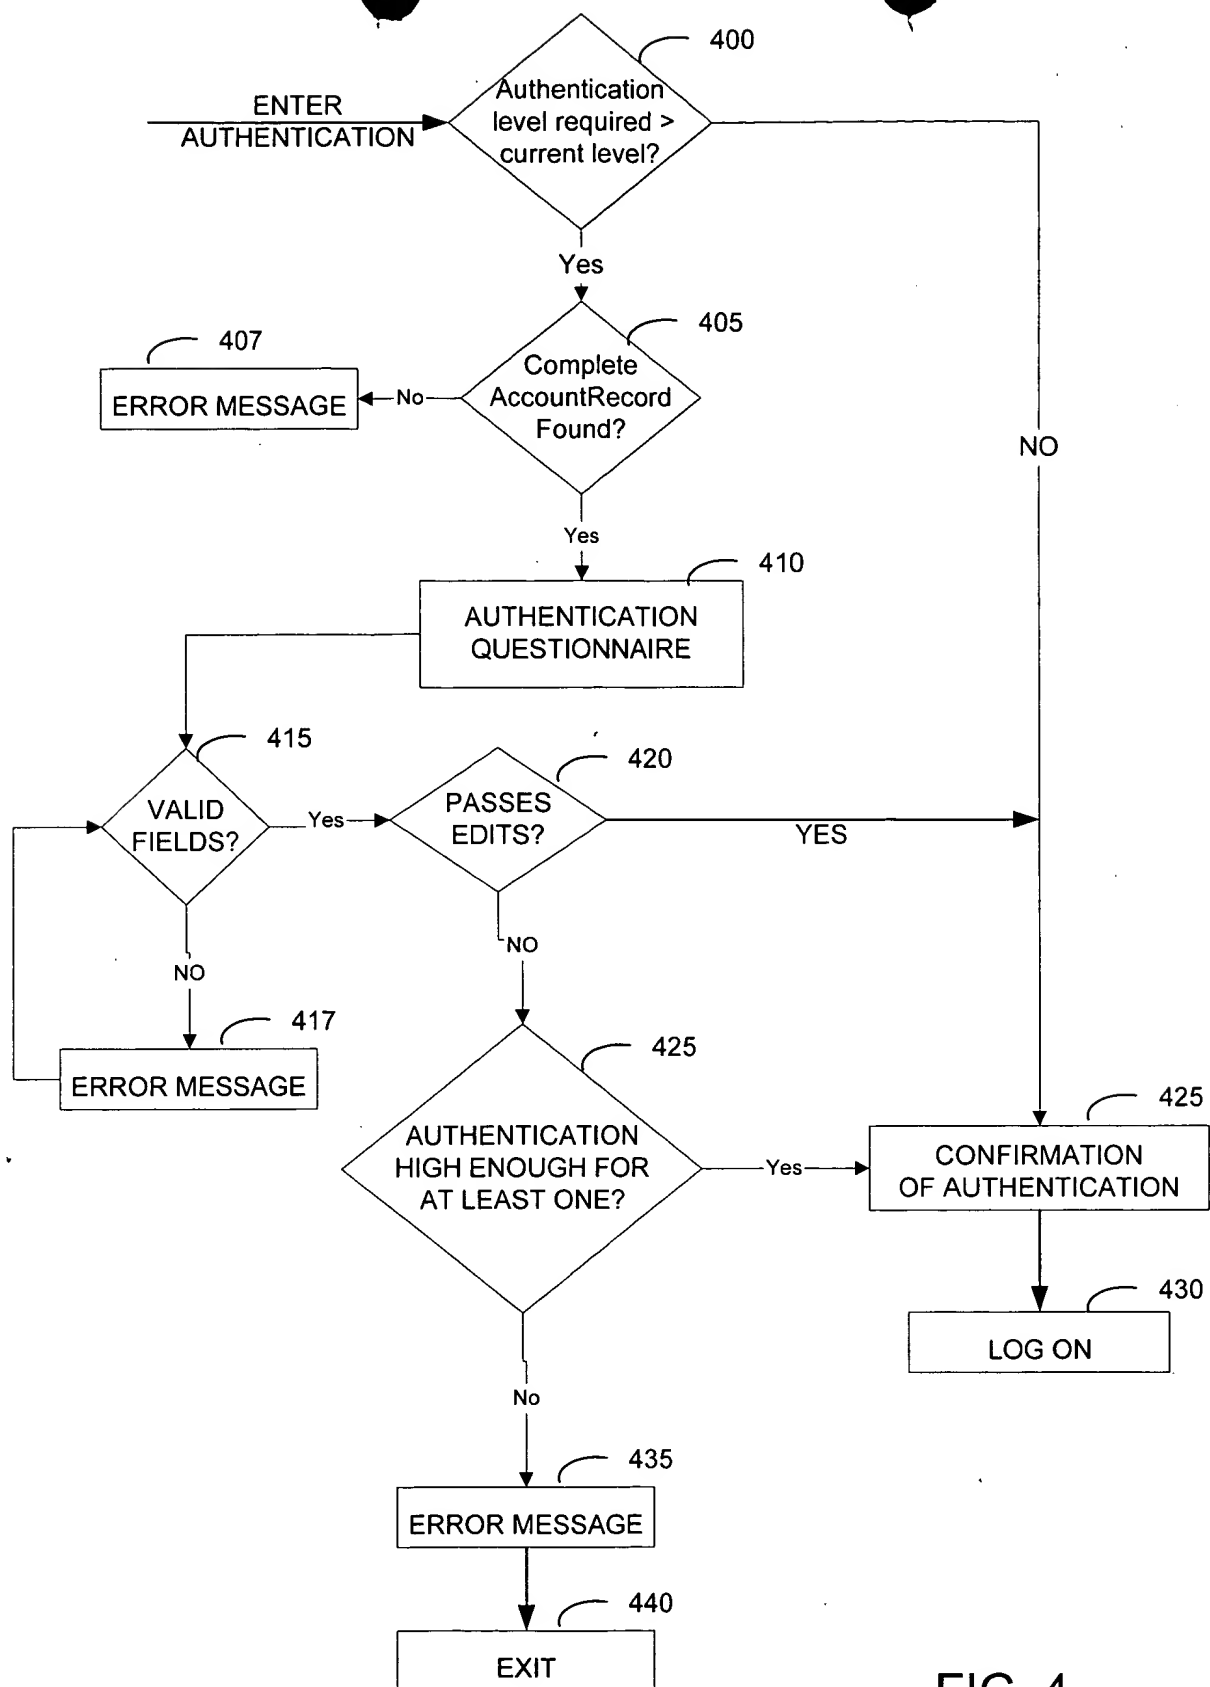 400
Authentication
level required >
current level?
ENTER
AUTHENTICATION
Yes
405
407
Complete
AccountRecord
Found?
ERROR MESSAGE
No
NO
Yes
410
AUTHENTICATION
QUESTIONNAIRE
415
420
VALID
FIELDS?
Yes
PASSES
EDITS?
YES
NO
NO
417
ERROR MESSAGE
425
AUTHENTICATION
HIGH ENOUGH FOR
AT LEAST ONE?
Yes
425
CONFIRMATION
OF AUTHENTICATION
430
LOG ON
No
435
ERROR MESSAGE
440
EXIT
FIG. 4